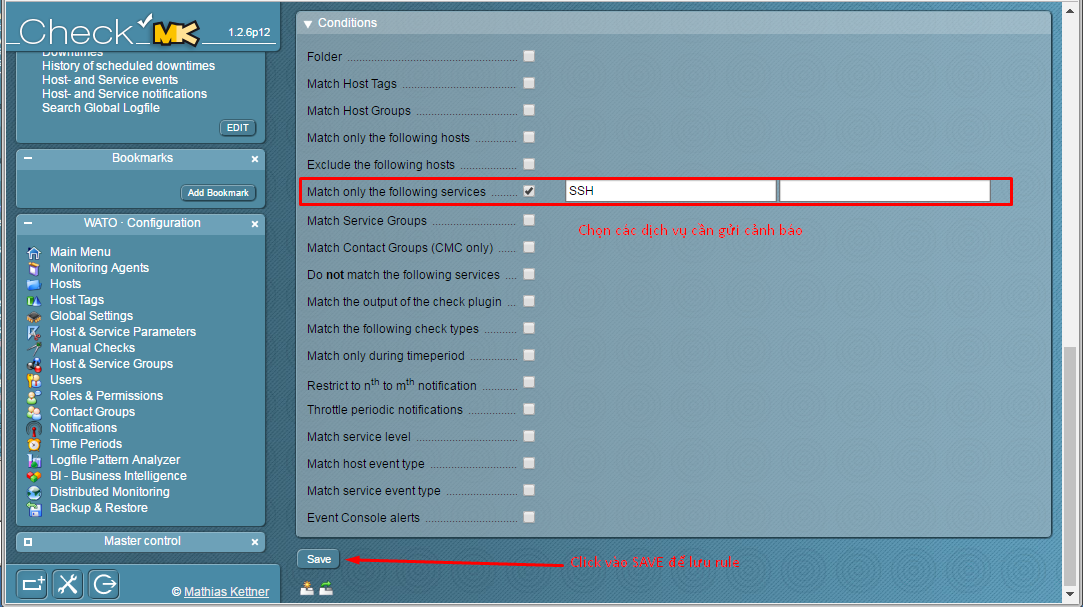 Check_MK 1.2.6p12
Downtimes
History of scheduled downtimes
Host- and Service events
Host- and Service notifications
Search Global Logfile
EDIT
Bookmarks
Add Bookmark
WATO · Configuration
Main Menu
Monitoring Agents
Hosts
Host Tags
Global Settings
Host & Service Parameters
Manual Checks
Host & Service Groups
Users
Roles & Permissions
Contact Groups
Notifications
Time Periods
Logfile Pattern Analyzer
BI - Business Intelligence
Distributed Monitoring
Backup & Restore
Master control
© Mathias Kettner
Conditions
Folder
Match Host Tags
Match Host Groups
Match only the following hosts
Exclude the following hosts
Match only the following services SSH
Chọn các dịch vụ cần gửi cảnh báo
Match Service Groups
Match Contact Groups (CMC only)
Do not match the following services
Match the output of the check plugin
Match the following check types
Match only during timeperiod
Restrict to nth to mth notification
Throttle periodic notifications
Match service level
Match host event type
Match service event type
Event Console alerts
Save
Click vào SAVE để lưu rule